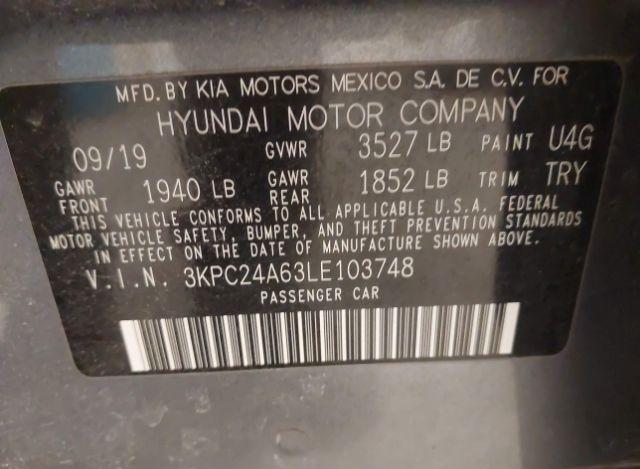 MFD. BY KIA MOTORS MEXICO S.A. DE C.V. FOR
HYUNDAI MOTOR COMPANY
09/19 GVWR 3527 LB PAINT U4G
GAWR FRONT 1940 LB GAWR REAR 1852 LB TRIM TRY
THIS VEHICLE CONFORMS TO ALL APPLICABLE U.S.A. FEDERAL
MOTOR VEHICLE SAFETY, BUMPER, AND THEFT PREVENTION STANDARDS
IN EFFECT ON THE DATE OF MANUFACTURE SHOWN ABOVE.
V.I.N. 3KPC24A63LE103748
PASSENGER CAR